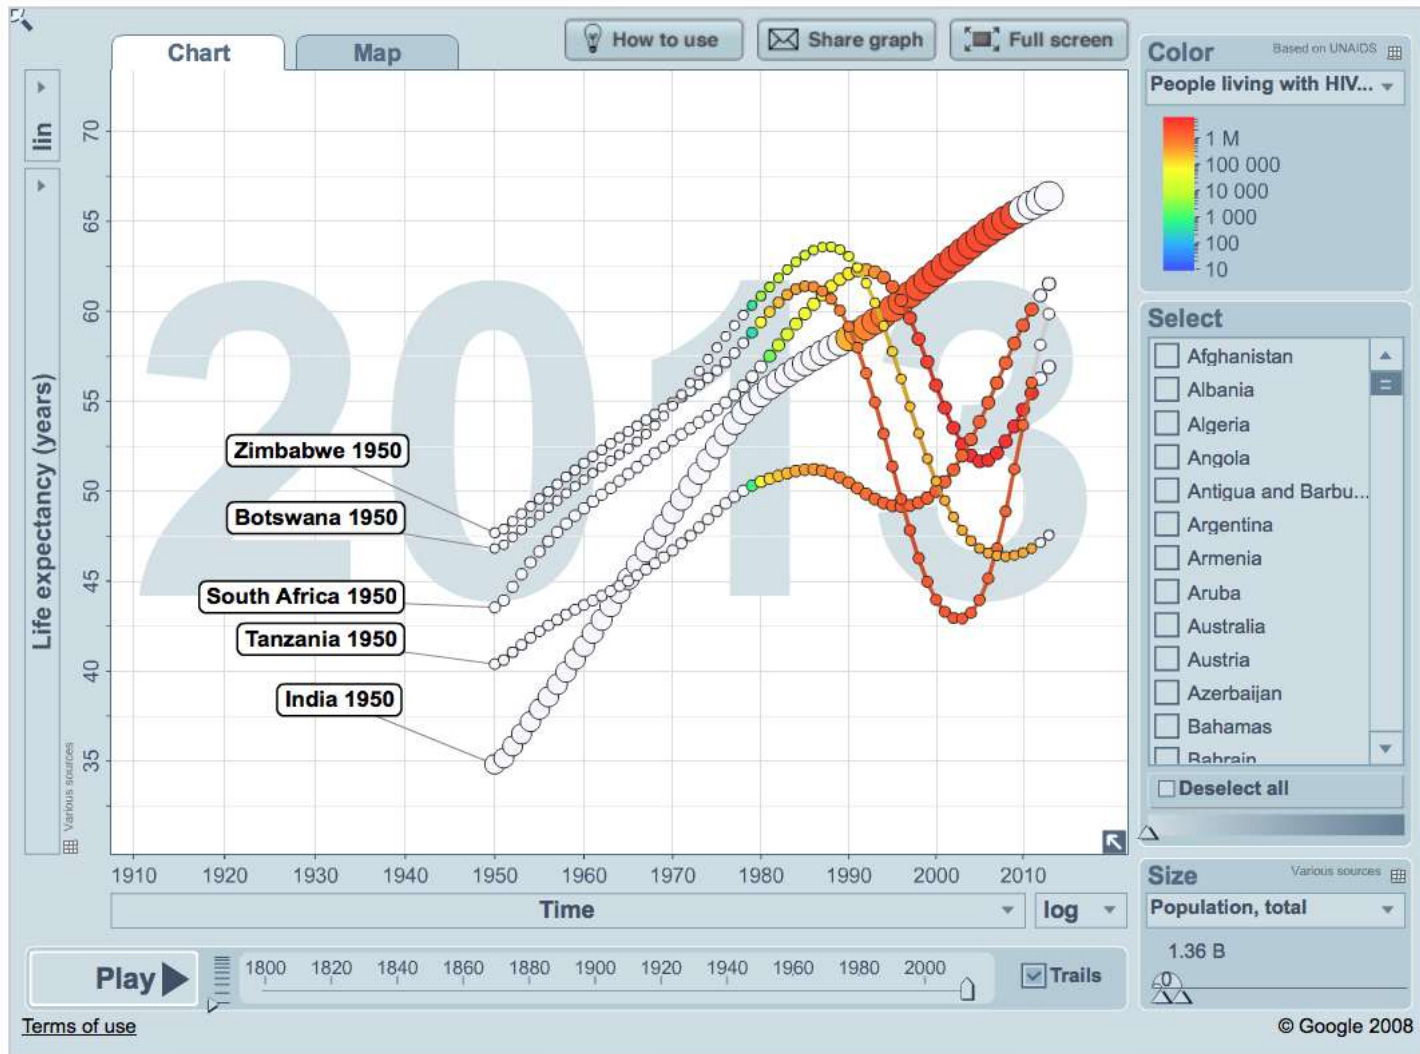 Chart
Map
How to use
Share graph
Full screen
lin
Life expectancy (years)
Various sources
70
65
60
55
50
45
40
35
2013
Zimbabwe 1950
Botswana 1950
South Africa 1950
Tanzania 1950
India 1950
1910 1920 1930 1940 1950 1960 1970 1980 1990 2000 2010
Time
log
Play
1800 1820 1840 1860 1880 1900 1920 1940 1960 1980 2000
Trails
Terms of use
Color
Based on UNAIDS
People living with HIV...
1 M
100 000
10 000
1 000
100
10
Select
Afghanistan
Albania
Algeria
Angola
Antigua and Barbu...
Argentina
Armenia
Aruba
Australia
Austria
Azerbaijan
Bahamas
Bahrain
Deselect all
Size
Various sources
Population, total
1.36 B
0
© Google 2008